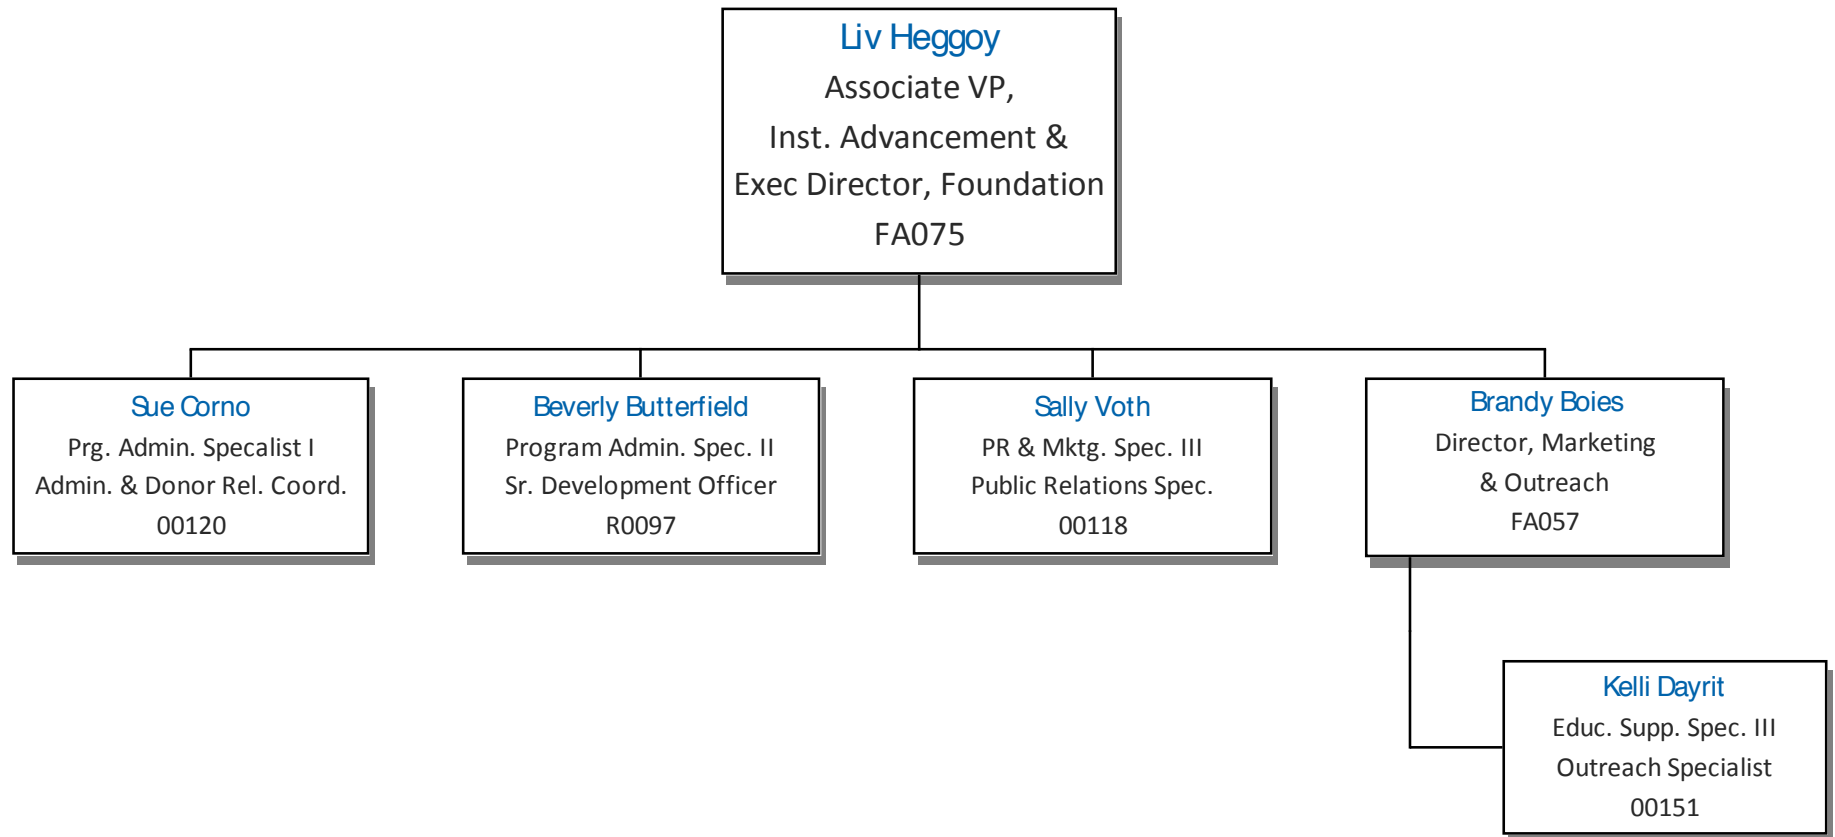 Liv Heggoy
Associate VP,
Inst. Advancement &
Exec Director, Foundation
FA075
Sue Corno
Prg. Admin. Specalist I
Admin. & Donor Rel. Coord.
00120
Beverly Butterfield
Program Admin. Spec. II
Sr. Development Officer
R0097
Sally Voth
PR & Mktg. Spec. III
Public Relations Spec.
00118
Brandy Boies
Director, Marketing
& Outreach
FA057
Kelli Dayrit
Educ. Supp. Spec. III
Outreach Specialist
00151